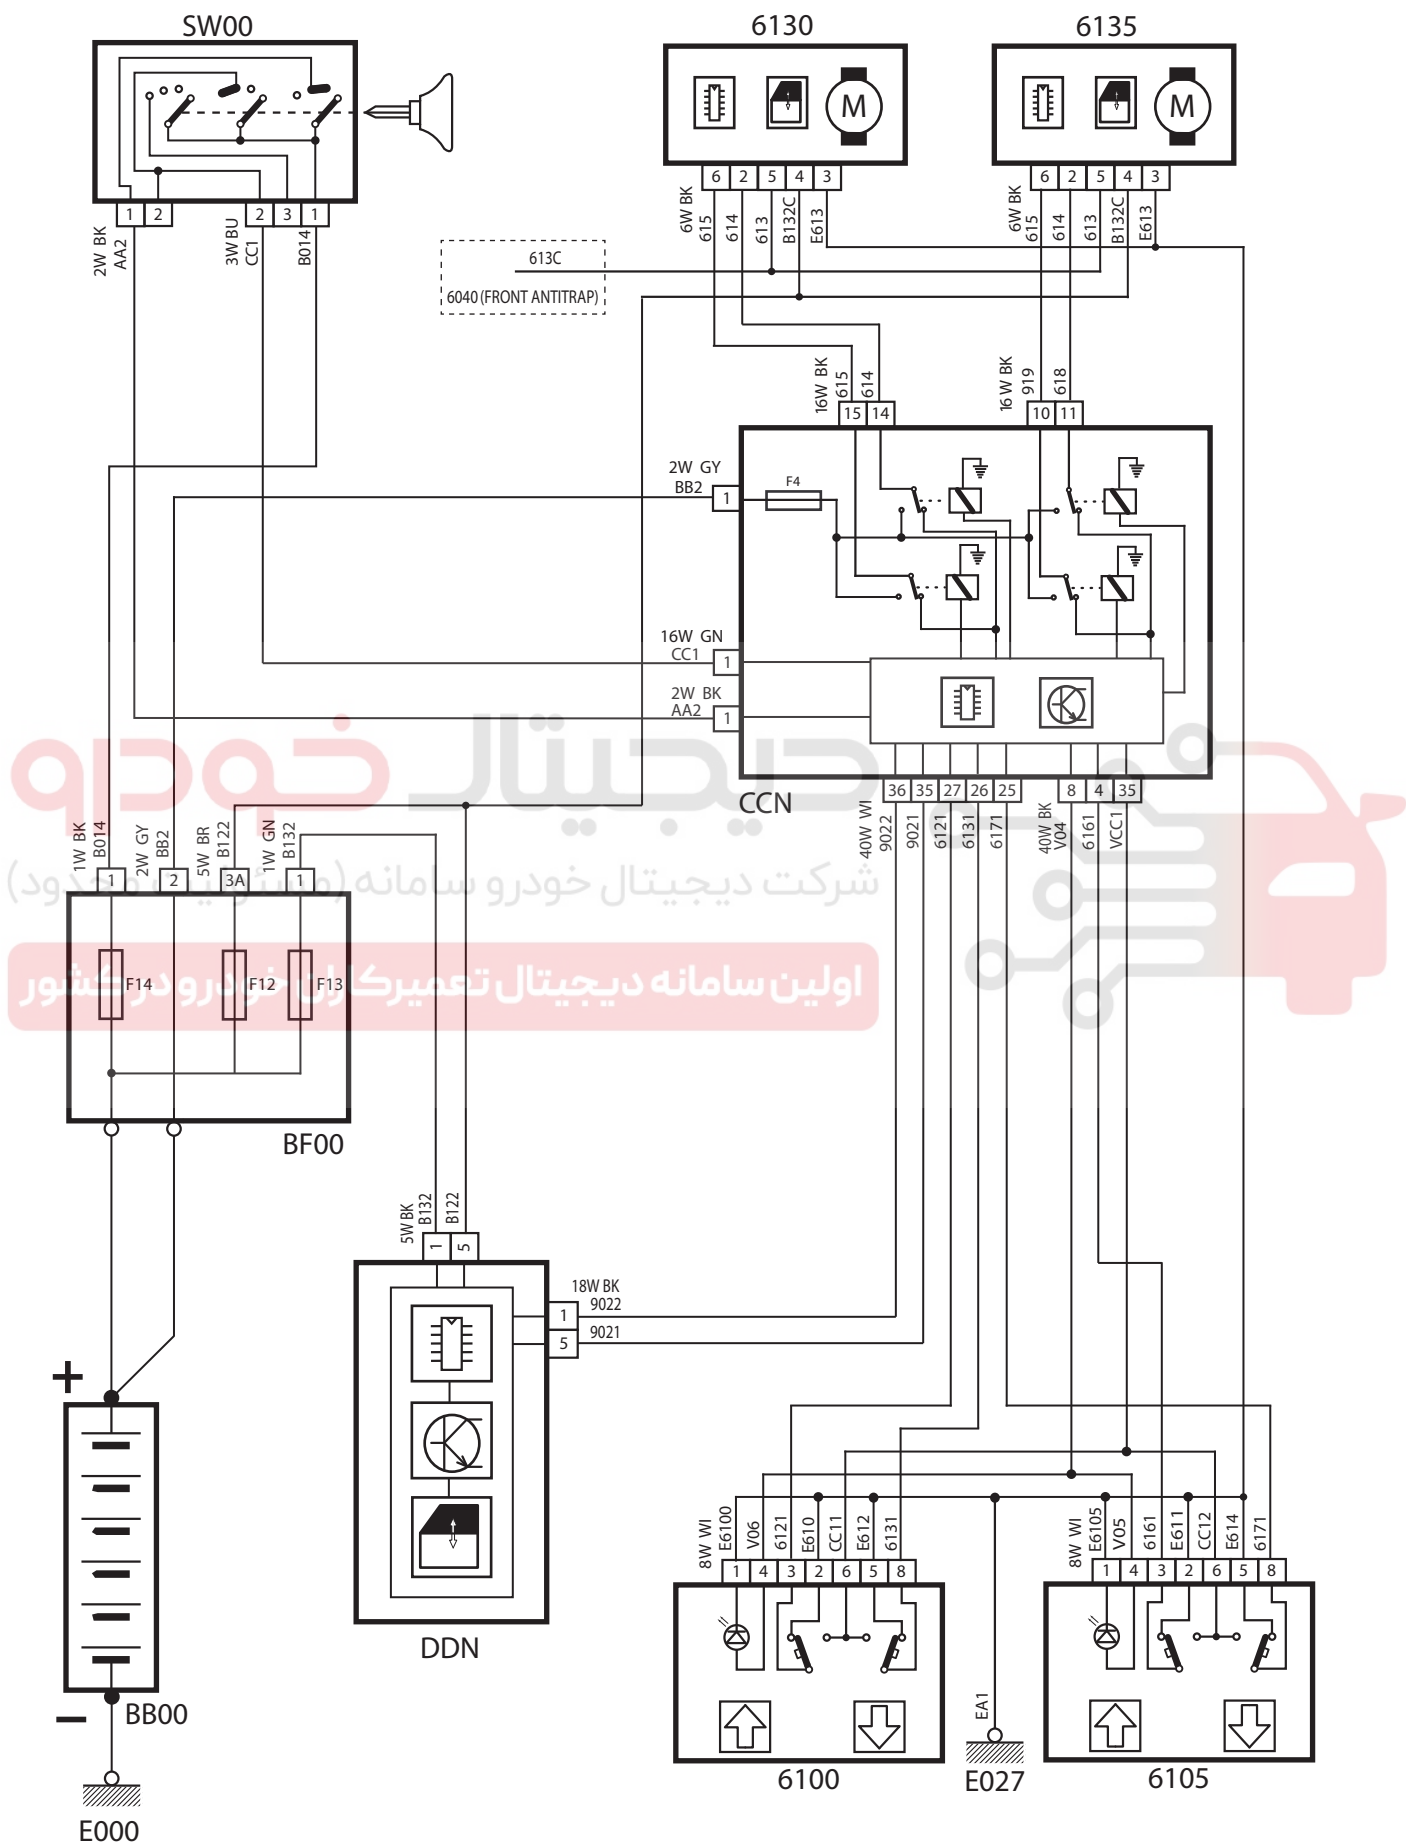 SW00
6130
6135
M
M
6 2 5 4 3
6 2 5 4 3
1 2
2 3 1
2W BK
AA2
3W BU
CC1
B014
6W BK
615
614
613
B132C
E613
6W BK
615
614
613
B132C
E613
613C
6040 (FRONT ANTITRAP)
16W BK
615
614
16 W BK
919
618
15 14
10 11
2W GY
BB2
1
F4
16W GN
CC1
1
2W BK
AA2
1
دیجیتال خودرو
CCN
36 35 27 26 25
8 4 35
40W WI
9022
9021
6121
6131
6171
40W BK
V04
6161
VCC1
1W BK
B014
2W GY
BB2
5W BR
B122
1W GN
B132
1 2 3A 1
شرکت دیجیتال خودرو سامانه (مسئولیت محدود)
اولین سامانه دیجیتال تعمیرکاران خودرو در کشور
F14
F12
F13
BF00
5W BK
B132
B122
1 5
18W BK
9022
1
9021
5
DDN
+
BB00
−
E000
8W WI
E6100
V06
6121
E610
CC11
E612
6131
1 4 3 2 6 5 8
8W WI
E6105
V05
6161
E611
CC12
E614
6171
1 4 3 2 6 5 8
EA1
6100
E027
6105